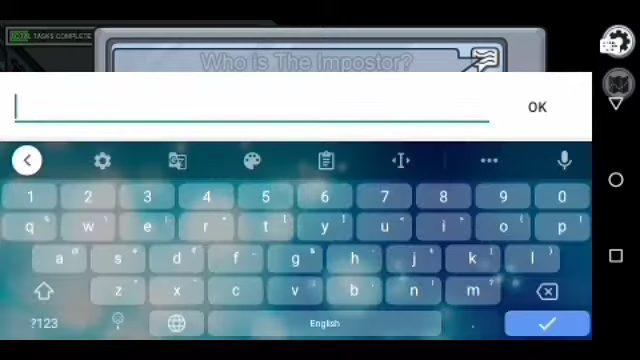 TOTAL TASKS COMPLETE
Who is The Impostor?
OK
1 2 3 4 5 6 7 8 9 0
q w e r t y u i o p
a s d f g h j k l
z x c v b n m
?123 English .